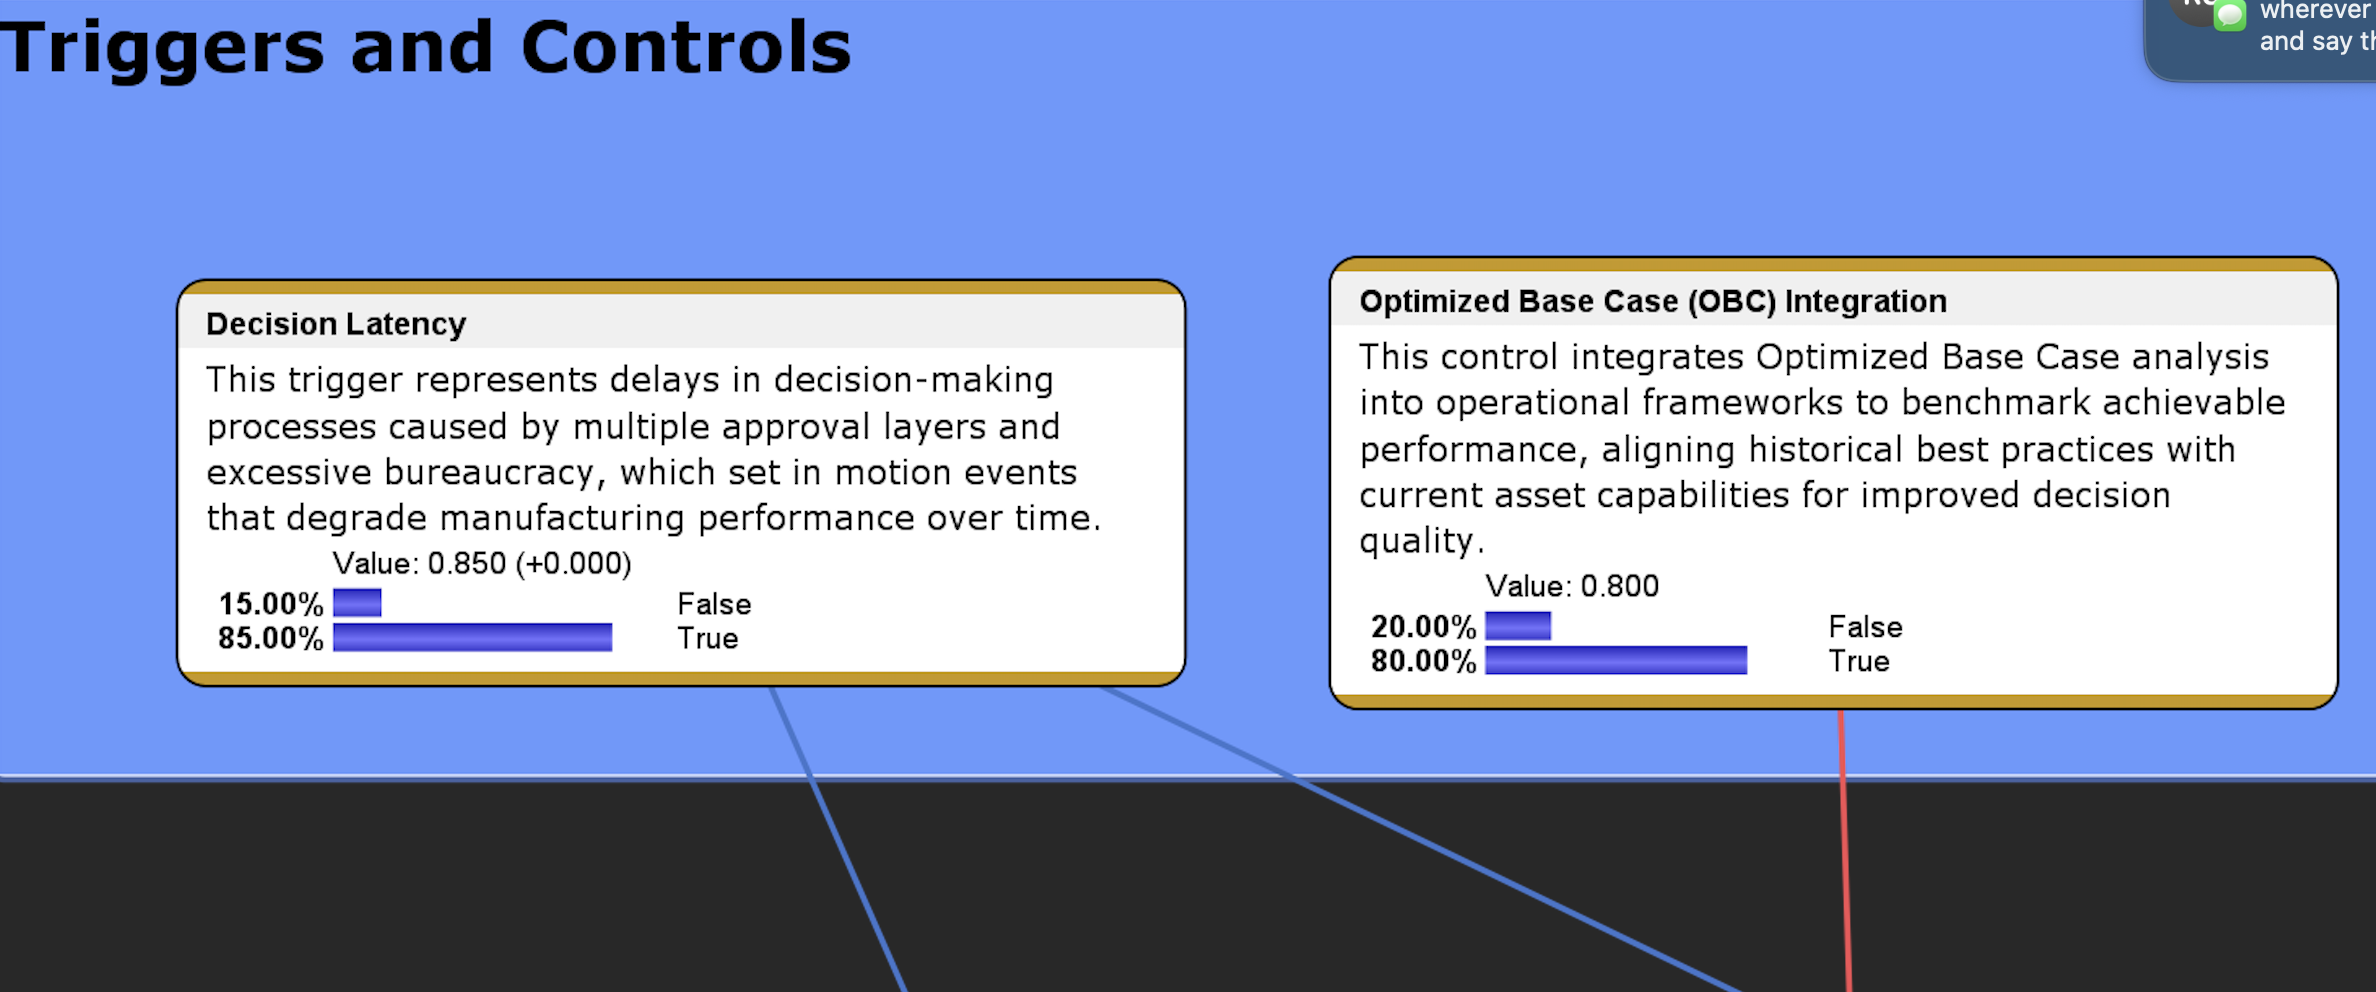 Triggers and Controls
wherever
and say
Decision Latency
This trigger represents delays in decision-making
processes caused by multiple approval layers and
excessive bureaucracy, which set in motion events
that degrade manufacturing performance over time.
Value: 0.850 (+0.000)
15.00% False
85.00% True
Optimized Base Case (OBC) Integration
This control integrates Optimized Base Case analysis
into operational frameworks to benchmark achievable
performance, aligning historical best practices with
current asset capabilities for improved decision
quality.
Value: 0.800
20.00% False
80.00% True